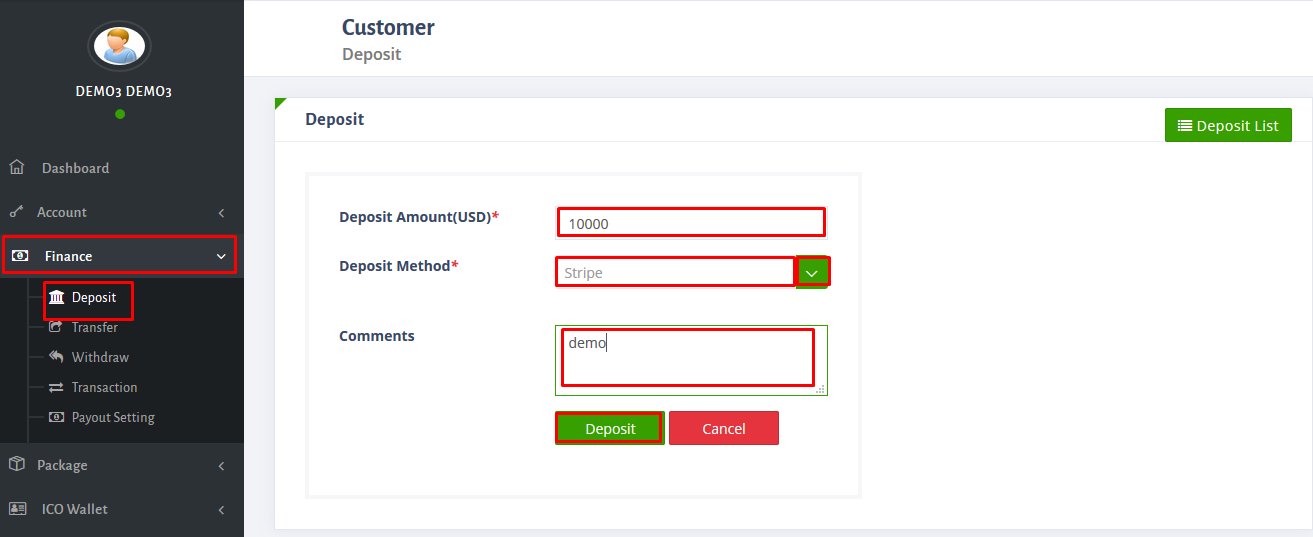 DEMO3 DEMO3
Dashboard
Account
Finance
Deposit
Transfer
Withdraw
Transaction
Payout Setting
Package
ICO Wallet
Customer
Deposit
Deposit
Deposit List
Deposit Amount(USD)*
10000
Deposit Method*
Stripe
Comments
demo
Deposit
Cancel